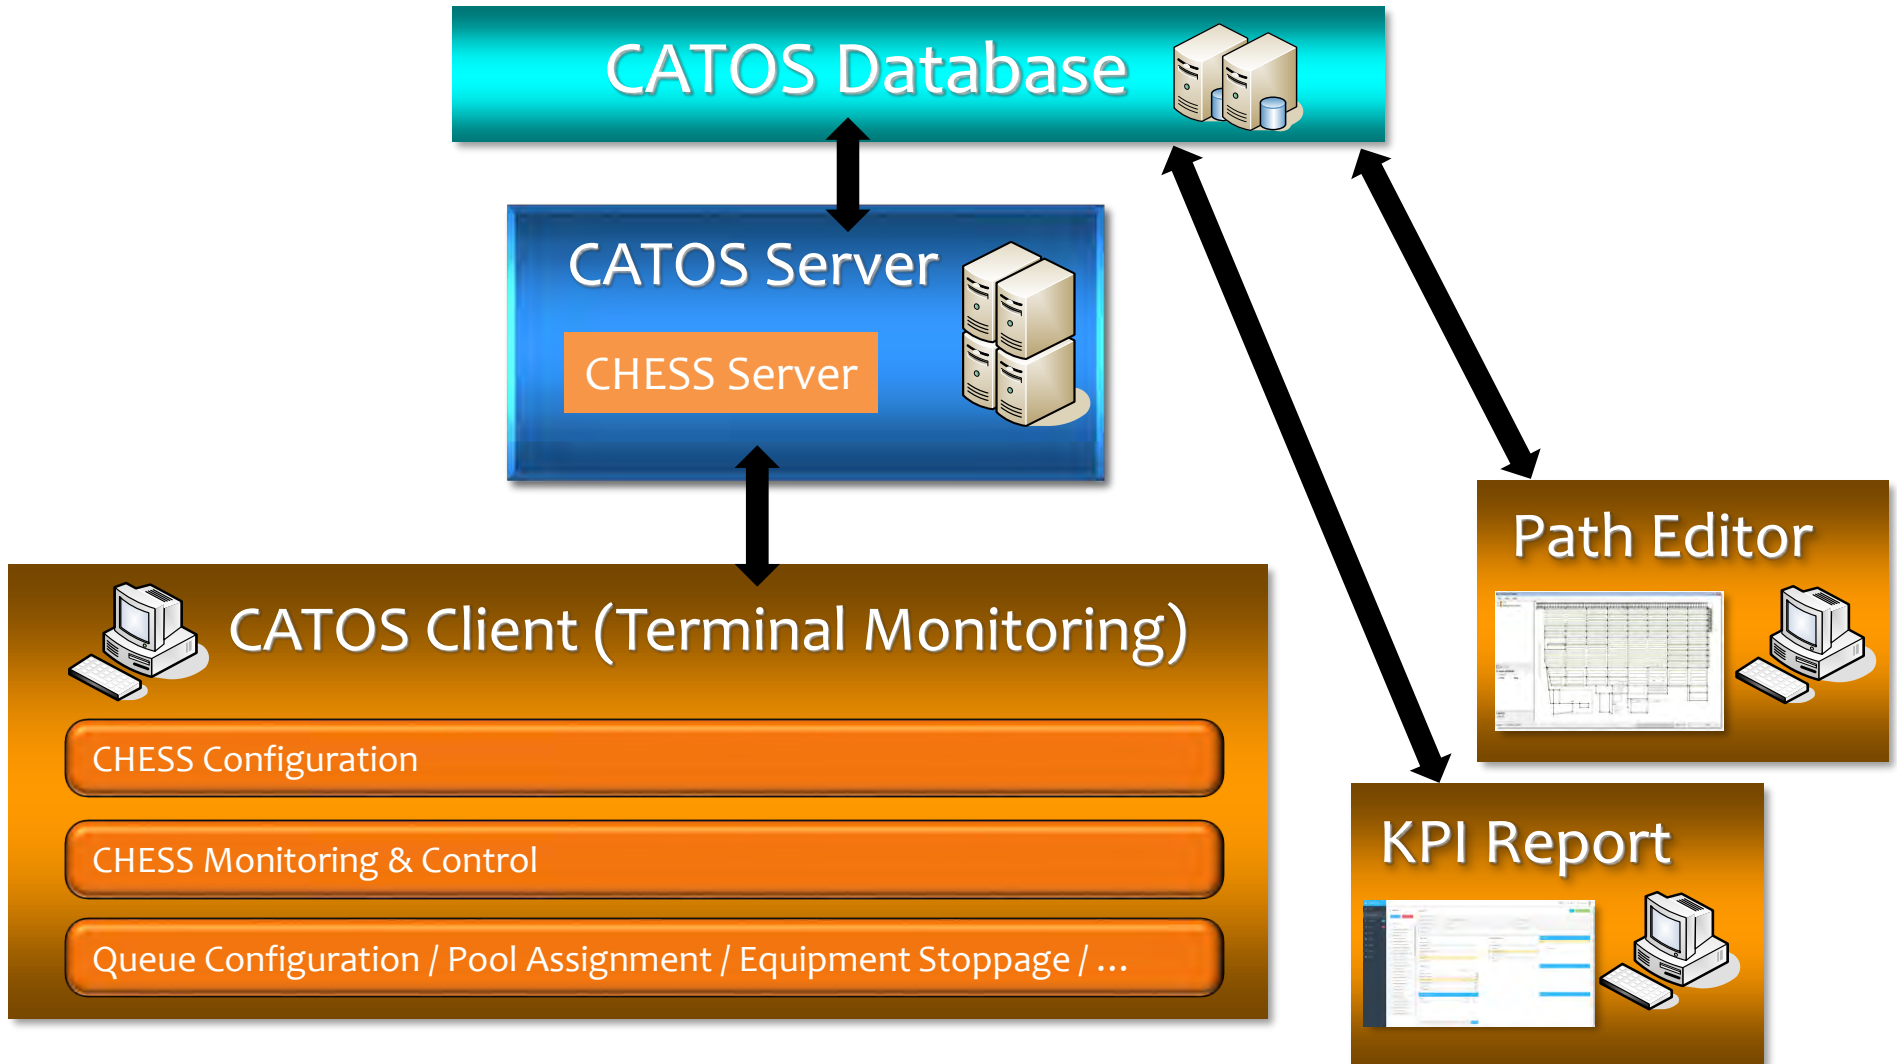 CATOS Database
CATOS Server
CHESS Server
CATOS Client (Terminal Monitoring)
CHESS Configuration
CHESS Monitoring & Control
Queue Configuration / Pool Assignment / Equipment Stoppage / ...
Path Editor
KPI Report